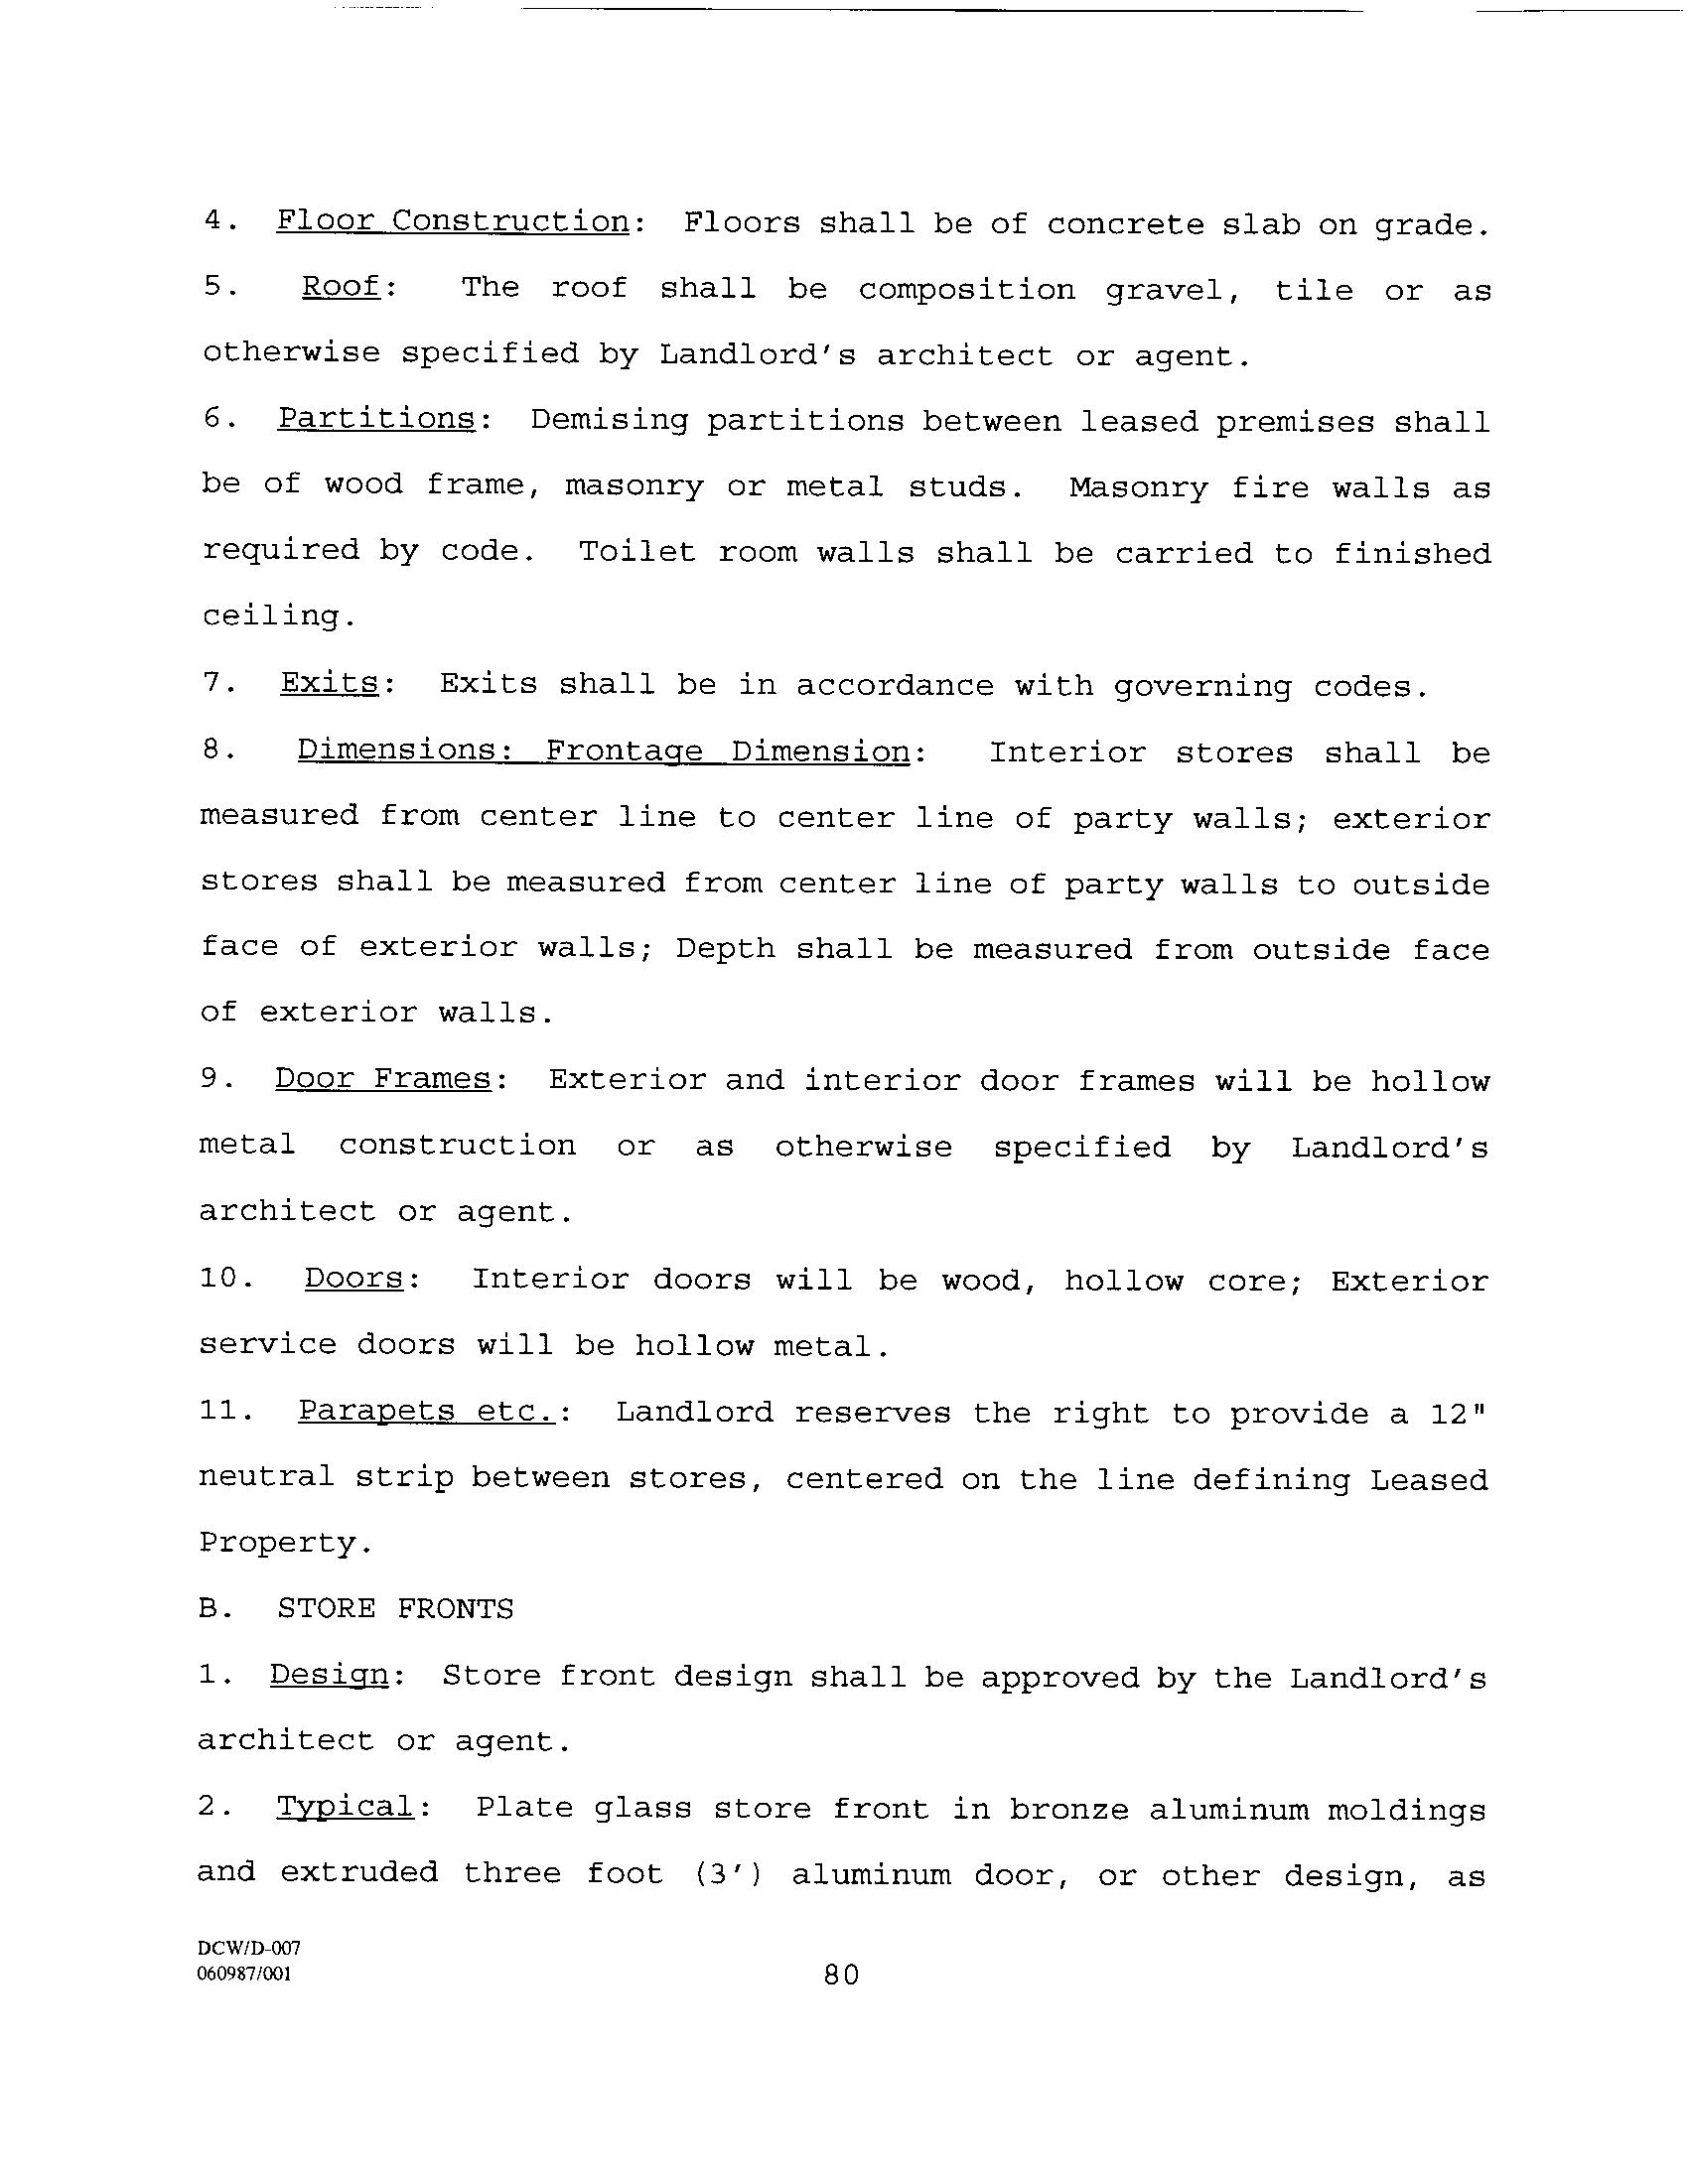 4. Floor Construction: Floors shall be of concrete slab on grade.
5. Roof: The roof shall be composition gravel, tile or as
otherwise specified by Landlord's architect or agent.
6. Partitions: Demising partitions between leased premises shall
be of wood frame, masonry or metal studs. Masonry fire walls as
required by code. Toilet room walls shall be carried to finished
ceiling.
7. Exits: Exits shall be in accordance with governing codes.
8. Dimensions: Frontage Dimension: Interior stores shall be
measured from center line to center line of party walls; exterior
stores shall be measured from center line of party walls to outside
face of exterior walls; Depth shall be measured from outside face
of exterior walls.
9. Door Frames: Exterior and interior door frames will be hollow
metal construction or as otherwise specified by Landlord's
architect or agent.
10. Doors: Interior doors will be wood, hollow core; Exterior
service doors will be hollow metal.
11. Parapets etc.: Landlord reserves the right to provide a 12"
neutral strip between stores, centered on the line defining Leased
Property.
B. STORE FRONTS
1. Design: Store front design shall be approved by the Landlord's
architect or agent.
2. Typical: Plate glass store front in bronze aluminum moldings
and extruded three foot (3') aluminum door, or other design, as
DCW/D-007
060987/001
80